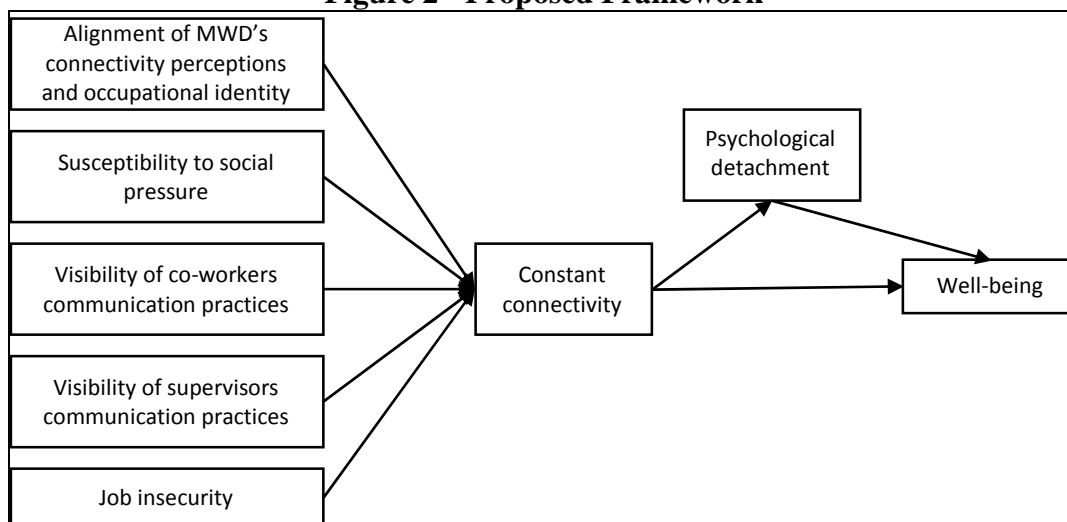 Figure 2 - Proposed Framework
Alignment of MWD's
connectivity perceptions
and occupational identity
Susceptibility to social
pressure
Visibility of co-workers
communication practices
Visibility of supervisors
communication practices
Job insecurity
Constant
connectivity
Psychological
detachment
Well-being